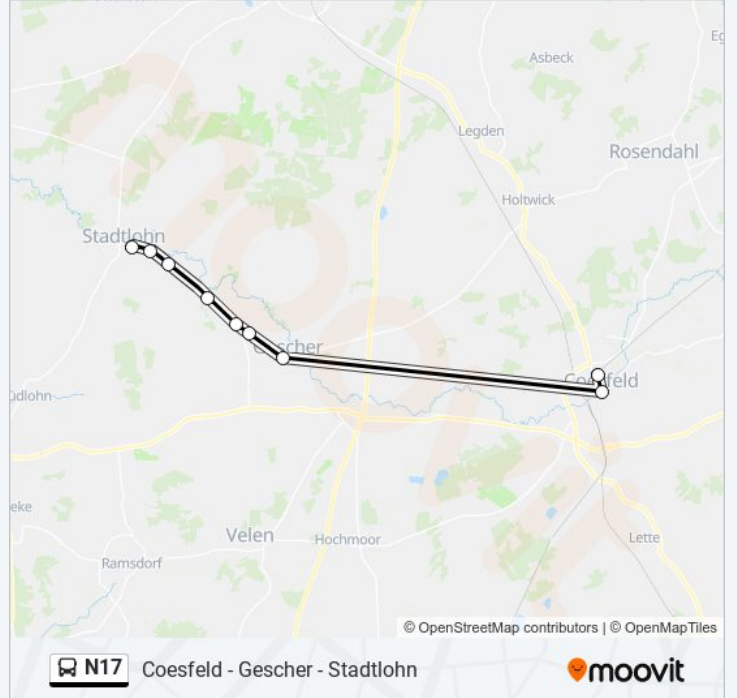 Asbeck
Legden
Rosendahl
Holtwick
Stadtlohn
Gescher
Coesfeld
Velen
Hochmoor
Lette
Ramsdorf
© OpenStreetMap contributors | © OpenMapTiles
N17 Coesfeld - Gescher - Stadtlohn moovit